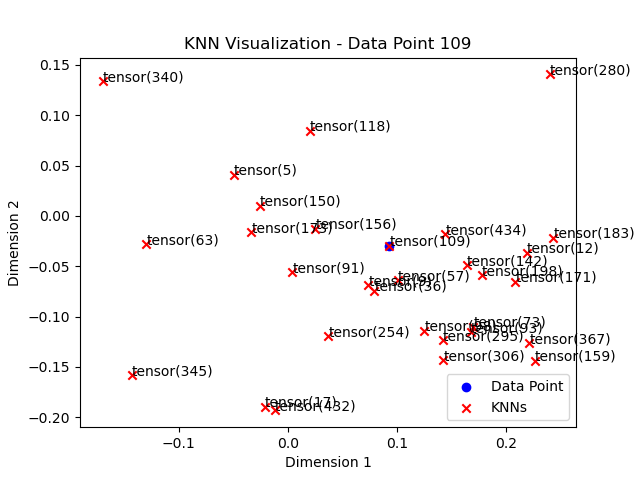 KNN Visualization - Data Point 109
0.15
0.10
0.05
0.00
−0.05
−0.10
−0.15
−0.20
Dimension 2
tensor(340)
tensor(280)
tensor(118)
tensor(5)
tensor(150)
tensor(156)
tensor(63)
tensor(434)
tensor(183)
tensor(109)
tensor(12)
tensor(91)
tensor(142)
tensor(198)
tensor(57)
tensor(171)
tensor(36)
tensor(254)
tensor(73)
tensor(93)
tensor(295)
tensor(367)
tensor(306)
tensor(159)
tensor(345)
tensor(17)
tensor(432)
Data Point
KNNs
−0.1
0.0
0.1
0.2
Dimension 1